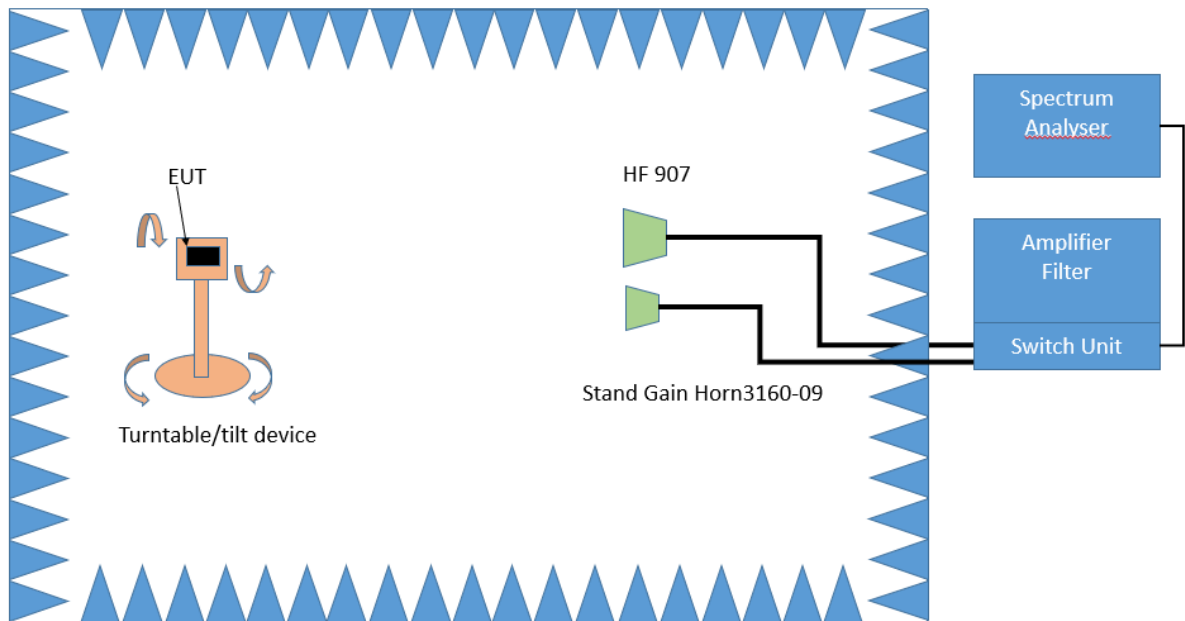 Spectrum
Analyser
EUT
HF 907
Amplifier
Filter
Switch Unit
Stand Gain Horn3160-09
Turntable/tilt device